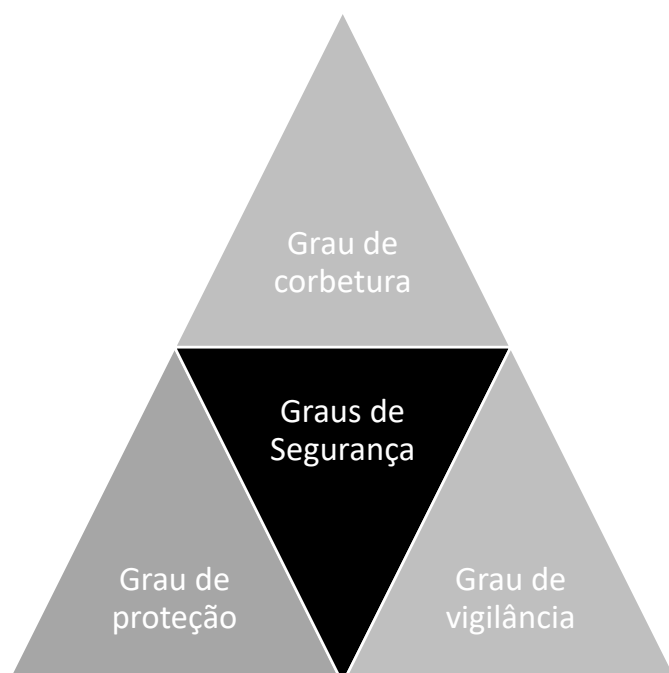 Grau de
corbetura
Graus de
Segurança
Grau de
proteção
Grau de
vigilância